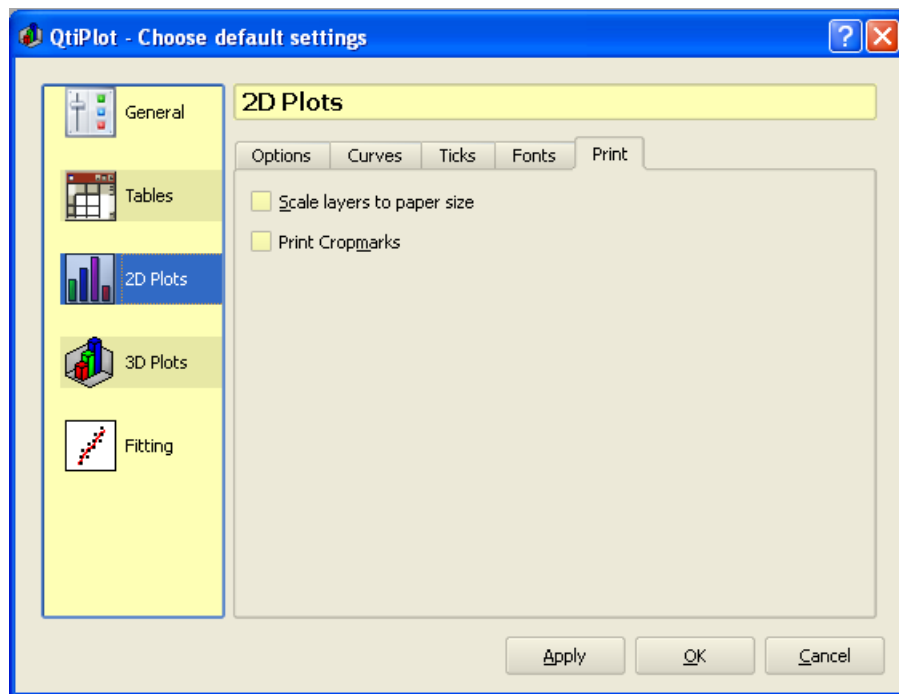 QtiPlot - Choose default settings
General
Tables
2D Plots
3D Plots
Fitting
2D Plots
Options
Curves
Ticks
Fonts
Print
Scale layers to paper size
Print Cropmarks
Apply
OK
Cancel